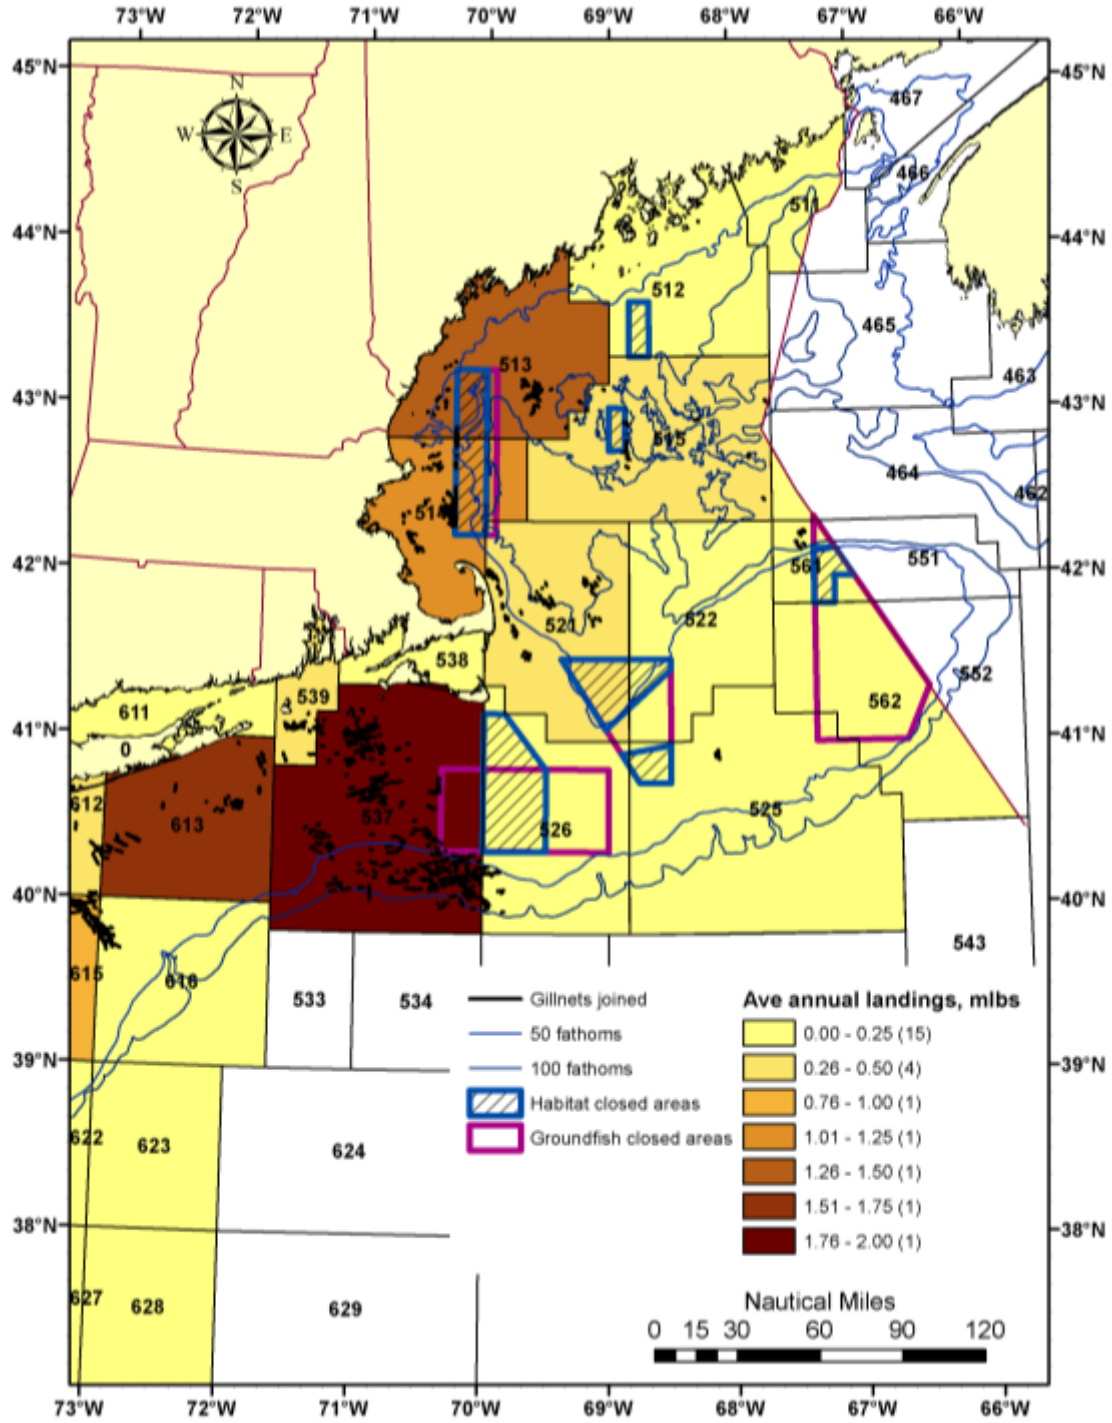 73°W 72°W 71°W 70°W 69°W 68°W 67°W 66°W
45°N 45°N
N
W E
S
467
466
511
44°N 44°N
512
465
513
463
43°N 43°N
515
464
462
514
42°N 561 551 42°N
521 522
538
552
539
611 562
41°N 0 41°N
612
613 537 526 525
40°N 40°N
543
615 616
533 534
Gillnets joined
50 fathoms
100 fathoms
Habitat closed areas
Groundfish closed areas
Ave annual landings, mlbs
0.00 - 0.25 (15)
0.26 - 0.50 (4)
0.76 - 1.00 (1)
1.01 - 1.25 (1)
1.26 - 1.50 (1)
1.51 - 1.75 (1)
1.76 - 2.00 (1)
39°N 39°N
622 623 624
38°N 38°N
627 628 629
Nautical Miles
0 15 30 60 90 120
73°W 72°W 71°W 70°W 69°W 68°W 67°W 66°W